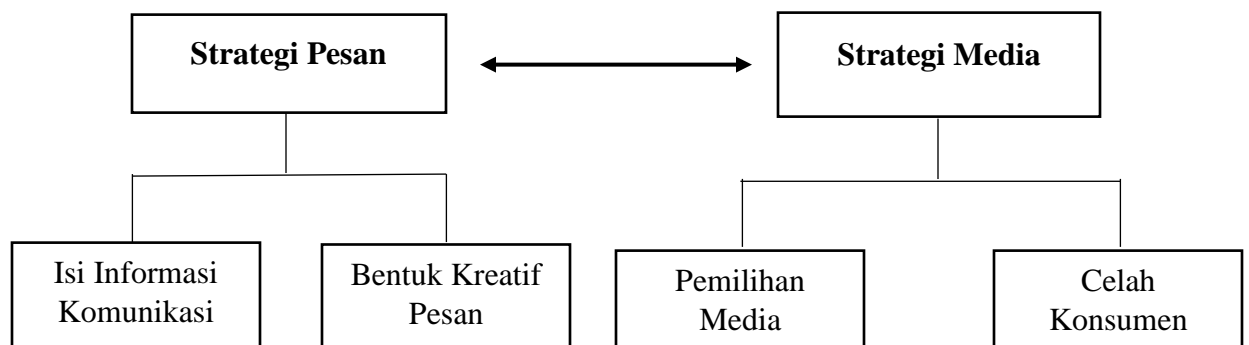 Strategi Pesan
Strategi Media
Isi Informasi
Komunikasi
Bentuk Kreatif
Pesan
Pemilihan
Media
Celah
Konsumen